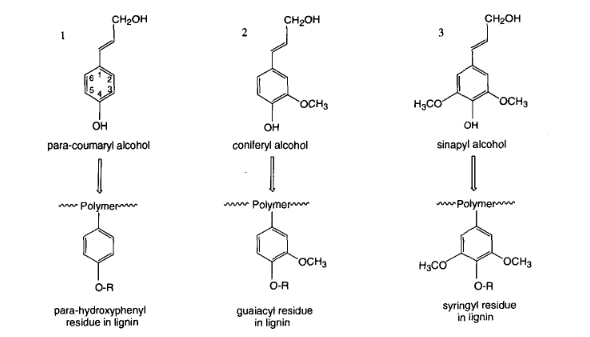 1
CH₂OH
6 1 2
5 4 3
OH
para-coumaryl alcohol
Polymer
O-R
para-hydroxyphenyl
residue in lignin
2
CH₂OH
OCH₃
OH
coniferyl alcohol
Polymer
OCH₃
O-R
guaiacyl residue
in lignin
3
CH₂OH
H₃CO
OCH₃
OH
sinapyl alcohol
Polymer
H₃CO
OCH₃
O-R
syringyl residue
in lignin